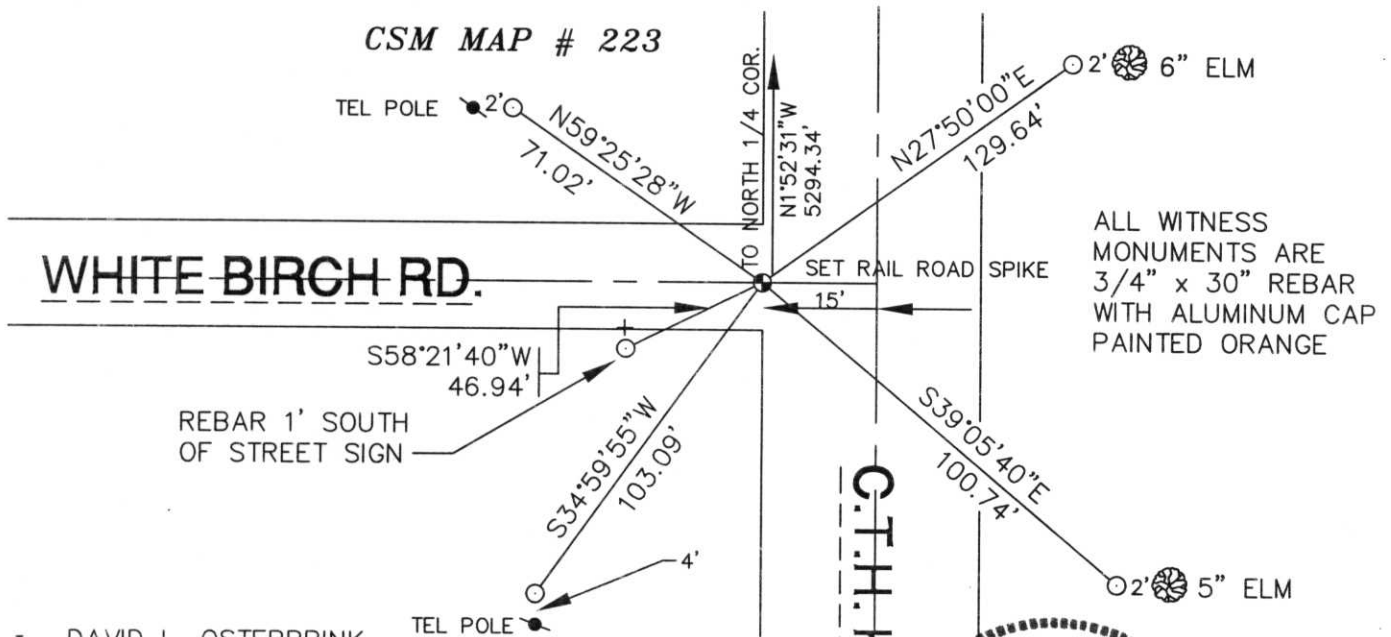 CSM MAP # 223
TEL POLE
2'
N59°25'28"W
71.02'
TO NORTH 1/4 COR.
N1°52'31"W
5294.34'
N27°50'00"E
129.64'
2'
6" ELM
ALL WITNESS
MONUMENTS ARE
3/4" x 30" REBAR
WITH ALUMINUM CAP
PAINTED ORANGE
WHITE BIRCH RD.
SET RAIL ROAD SPIKE
15'
S58°21'40"W
46.94'
REBAR 1' SOUTH
OF STREET SIGN
S34°59'55"W
103.09'
S39°05'40"E
100.74'
C.T.H.
4'
TEL POLE
2'
5" ELM
DAVID L. OSTERBRINK